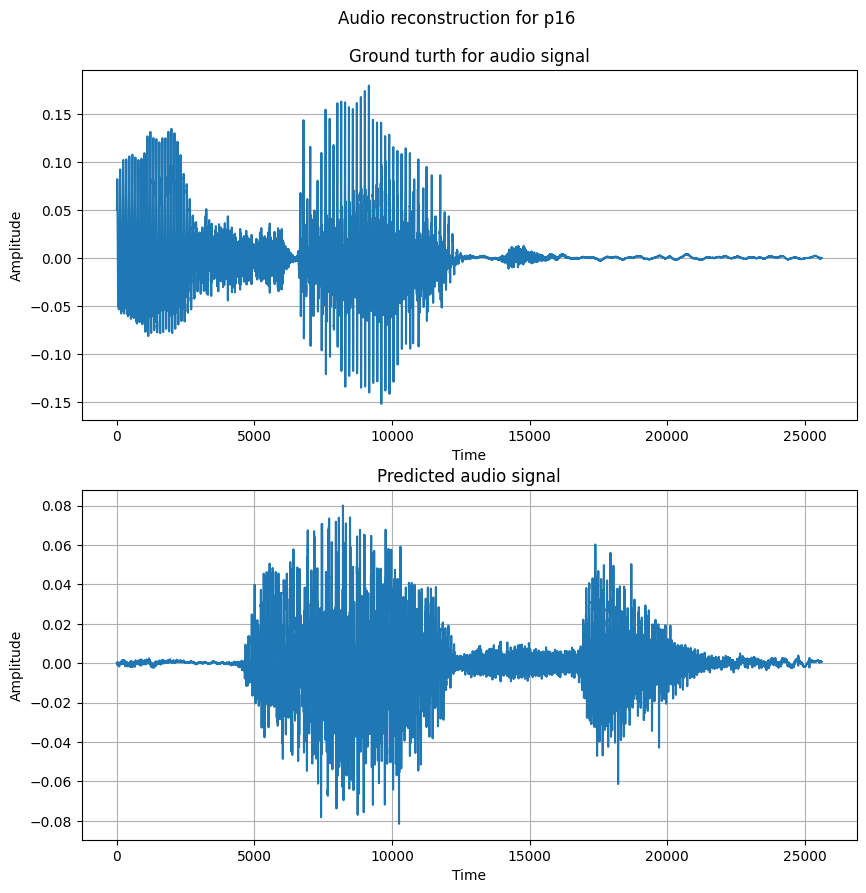 Audio reconstruction for p16
Ground turth for audio signal
0.15
0.10
0.05
0.00
−0.05
−0.10
−0.15
Amplitude
0 5000 10000 15000 20000 25000
Time
Predicted audio signal
0.08
0.06
0.04
0.02
0.00
−0.02
−0.04
−0.06
−0.08
Amplitude
0 5000 10000 15000 20000 25000
Time